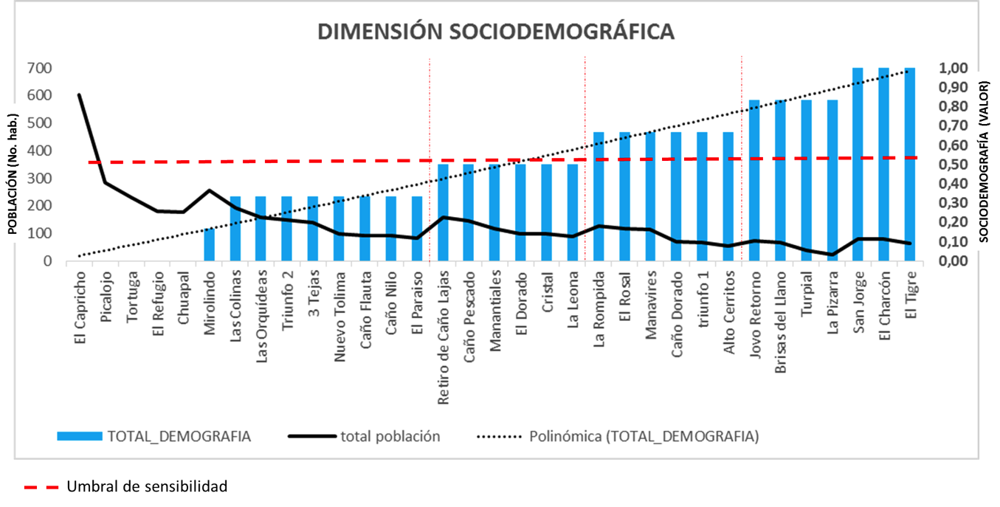 DIMENSIÓN SOCIODEMOGRÁFICA
POBLACIÓN (No. hab.)
700
600
500
400
300
200
100
0
1,00
0,90
0,80
0,70
0,60
0,50
0,40
0,30
0,20
0,10
0,00
SOCIODEMOGRAFÍA (VALOR)
El Capricho
Picalojo
Tortuga
El Refugio
Chuapal
Mirolindo
Las Colinas
Las Orquídeas
Triunfo 2
3 Tejas
Nuevo Tolima
Caño Flauta
Caño Nilo
El Paraiso
Retiro de Caño Lajas
Caño Pescado
Manantiales
El Dorado
Cristal
La Leona
La Rompida
El Rosal
Manavires
Caño Dorado
triunfo 1
Alto Cerritos
Jovo Retorno
Brisas del Llano
Turpial
La Pizarra
San Jorge
El Charcón
El Tigre
TOTAL_DEMOGRAFIA
total población
Polinómica (TOTAL_DEMOGRAFIA)
Umbral de sensibilidad